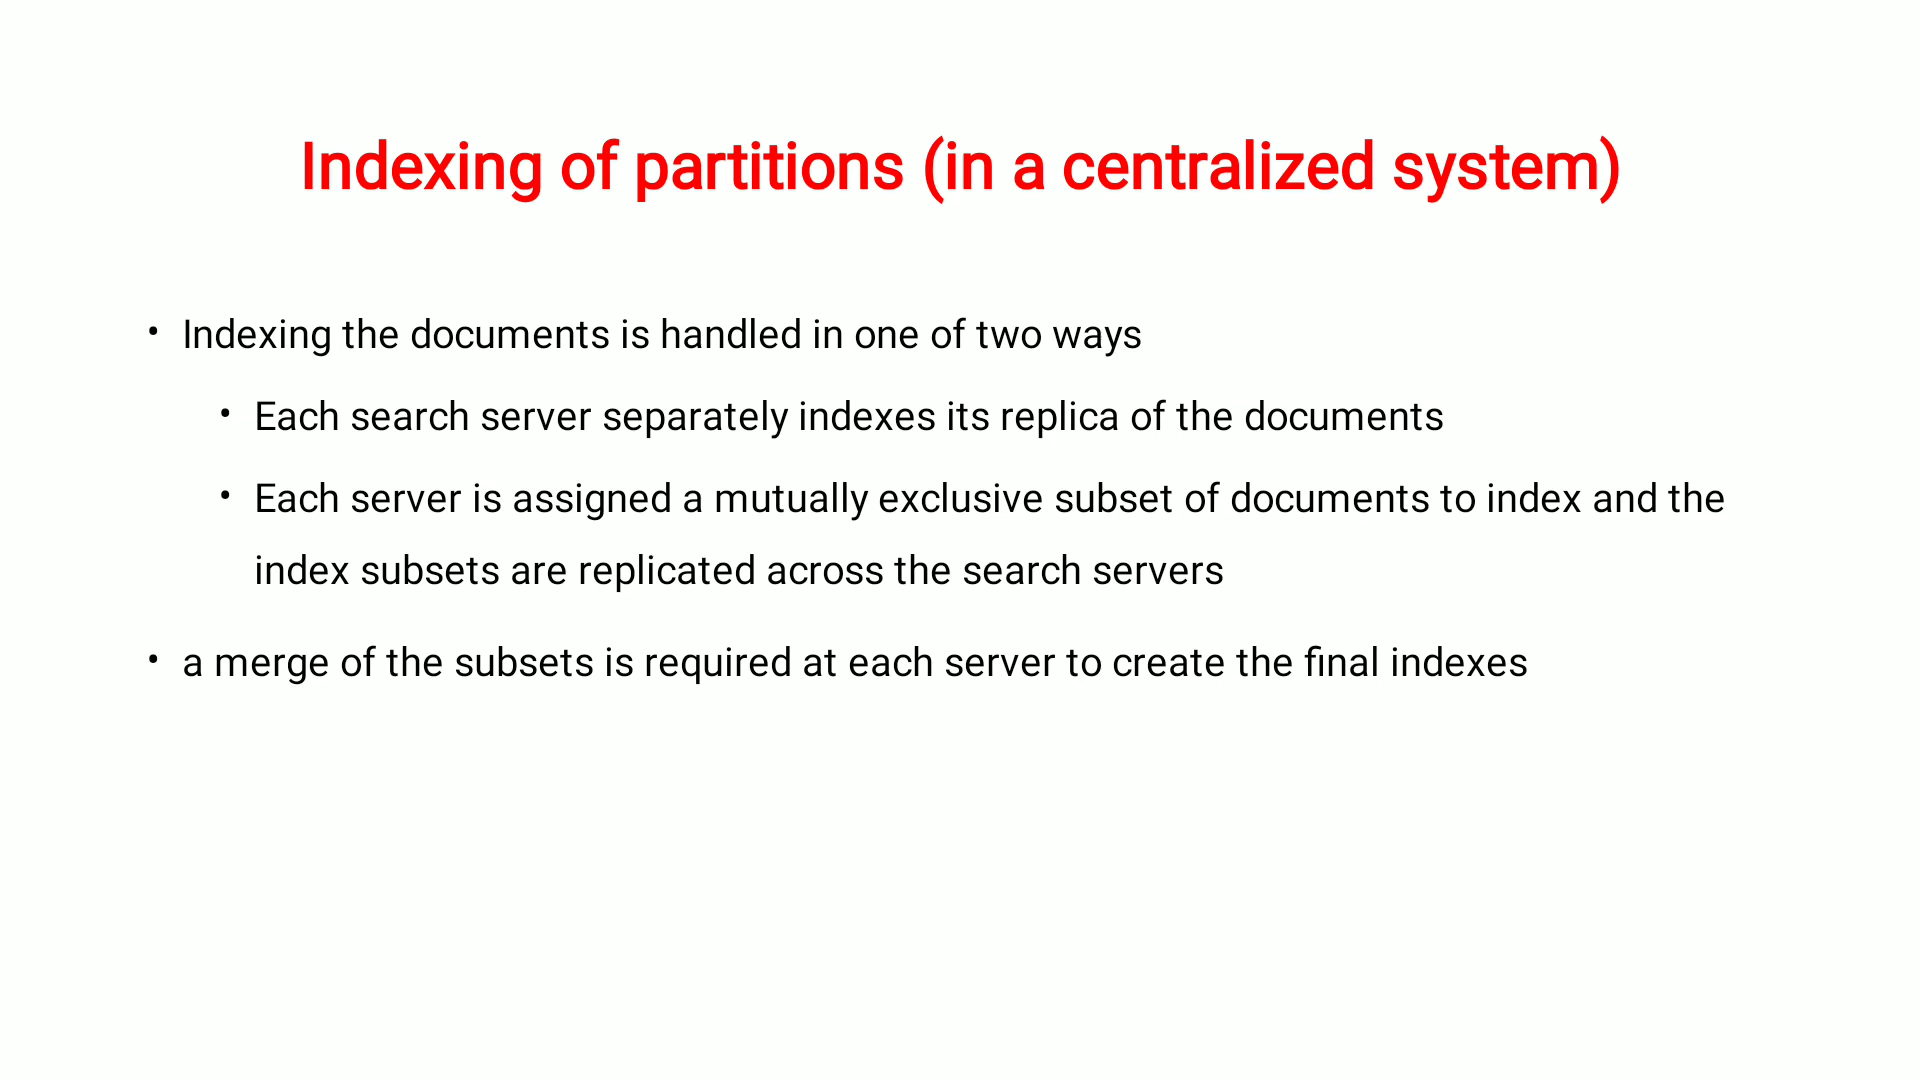 Indexing of partitions (in a centralized system)
• Indexing the documents is handled in one of two ways
• Each search server separately indexes its replica of the documents
• Each server is assigned a mutually exclusive subset of documents to index and the
index subsets are replicated across the search servers
• a merge of the subsets is required at each server to create the final indexes